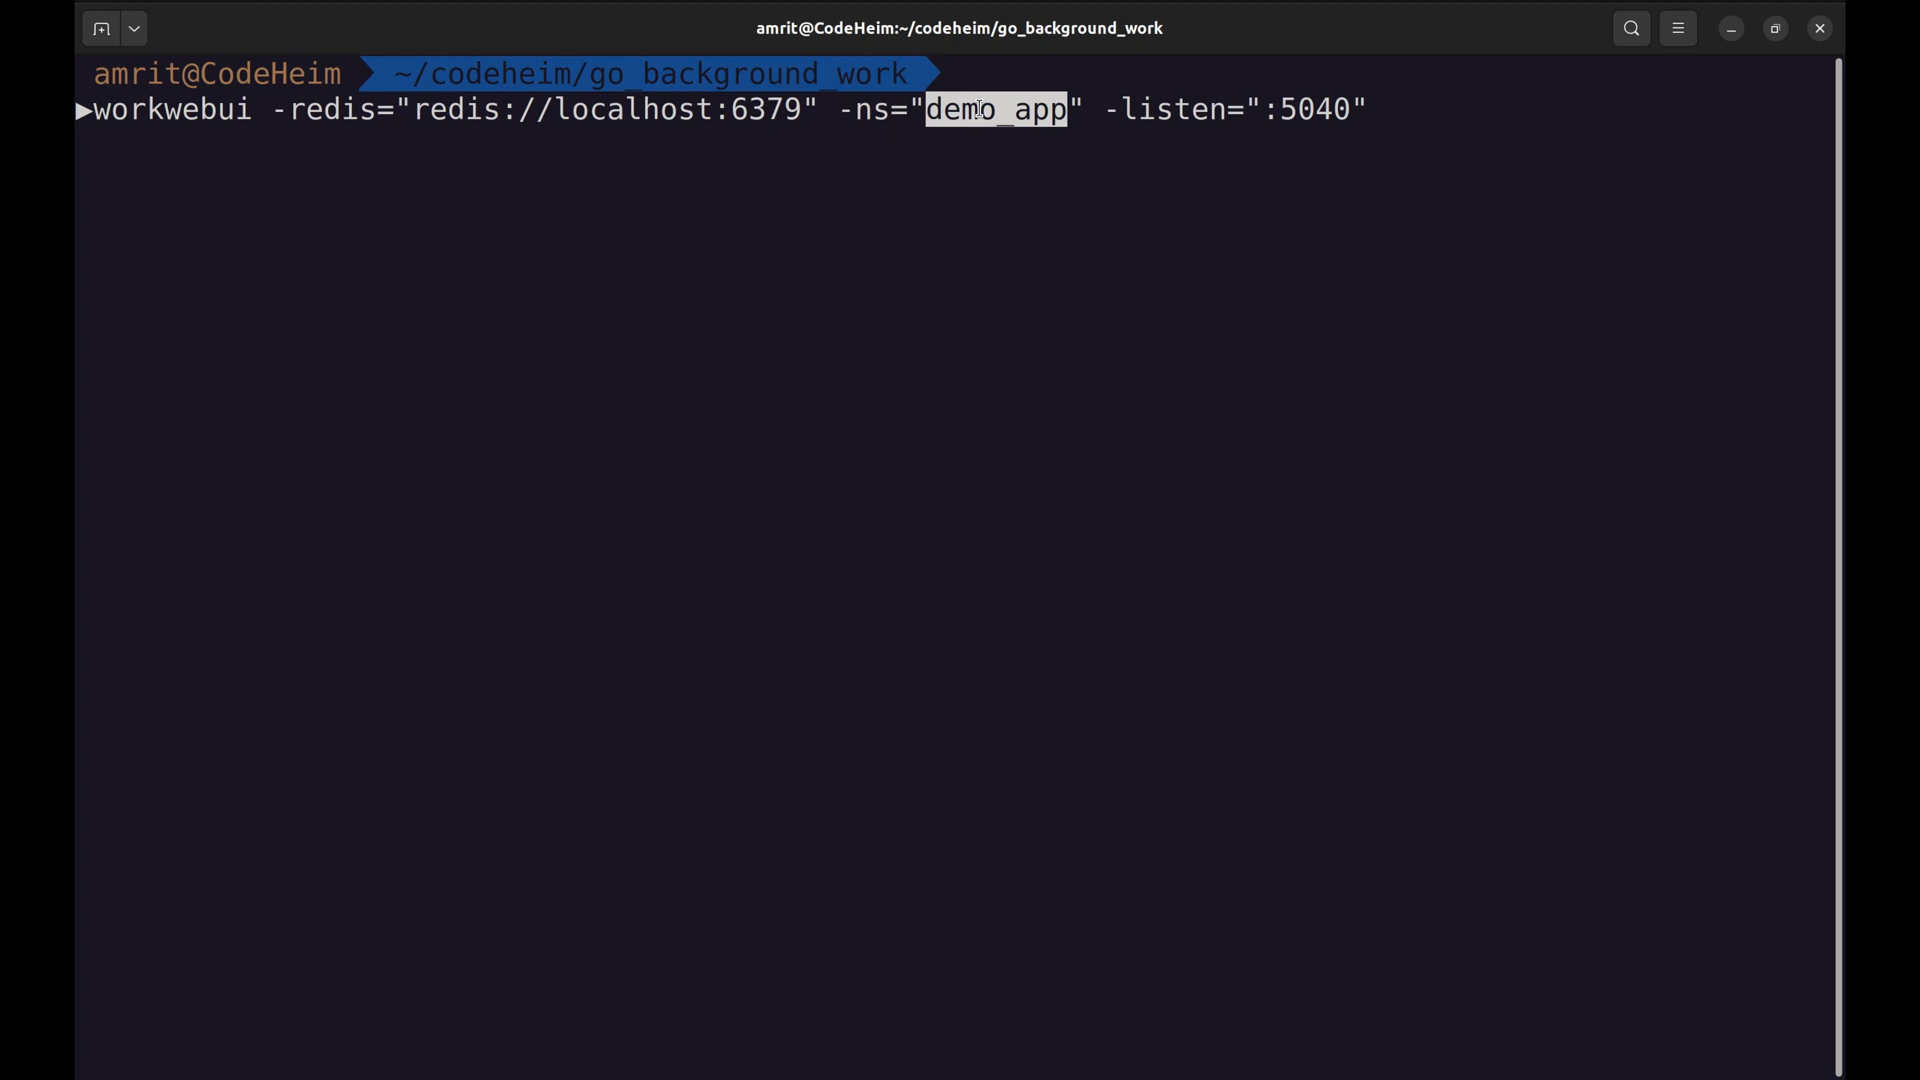 amrit@CodeHeim:~/codeheim/go_background_work
amrit@CodeHeim ~/codeheim/go_background_work
▶workwebui -redis="redis://localhost:6379" -ns="demo_app" -listen=":5040"